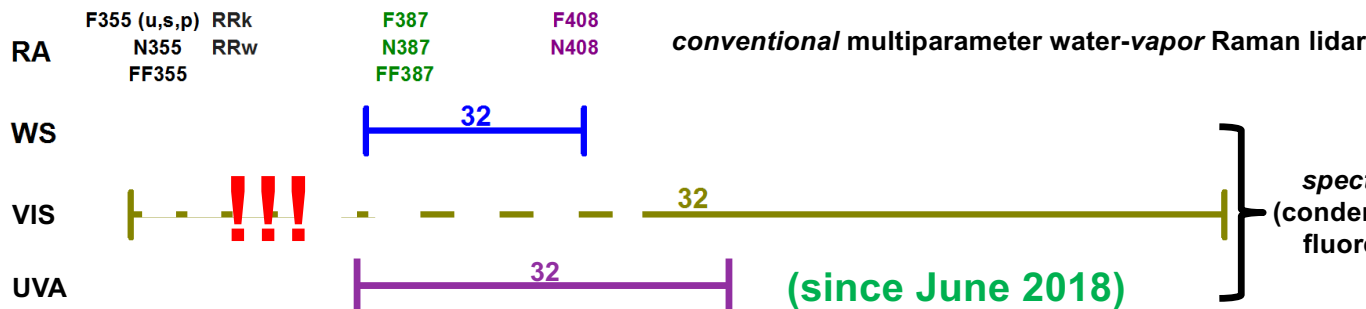 F355 (u,s,p) RRk F387 F408
RA N355 RRw N387 N408 conventional multiparameter water-vapor Raman lidar
FF355 FF387
WS 32
VIS !!! 32
UVA 32 (since June 2018)